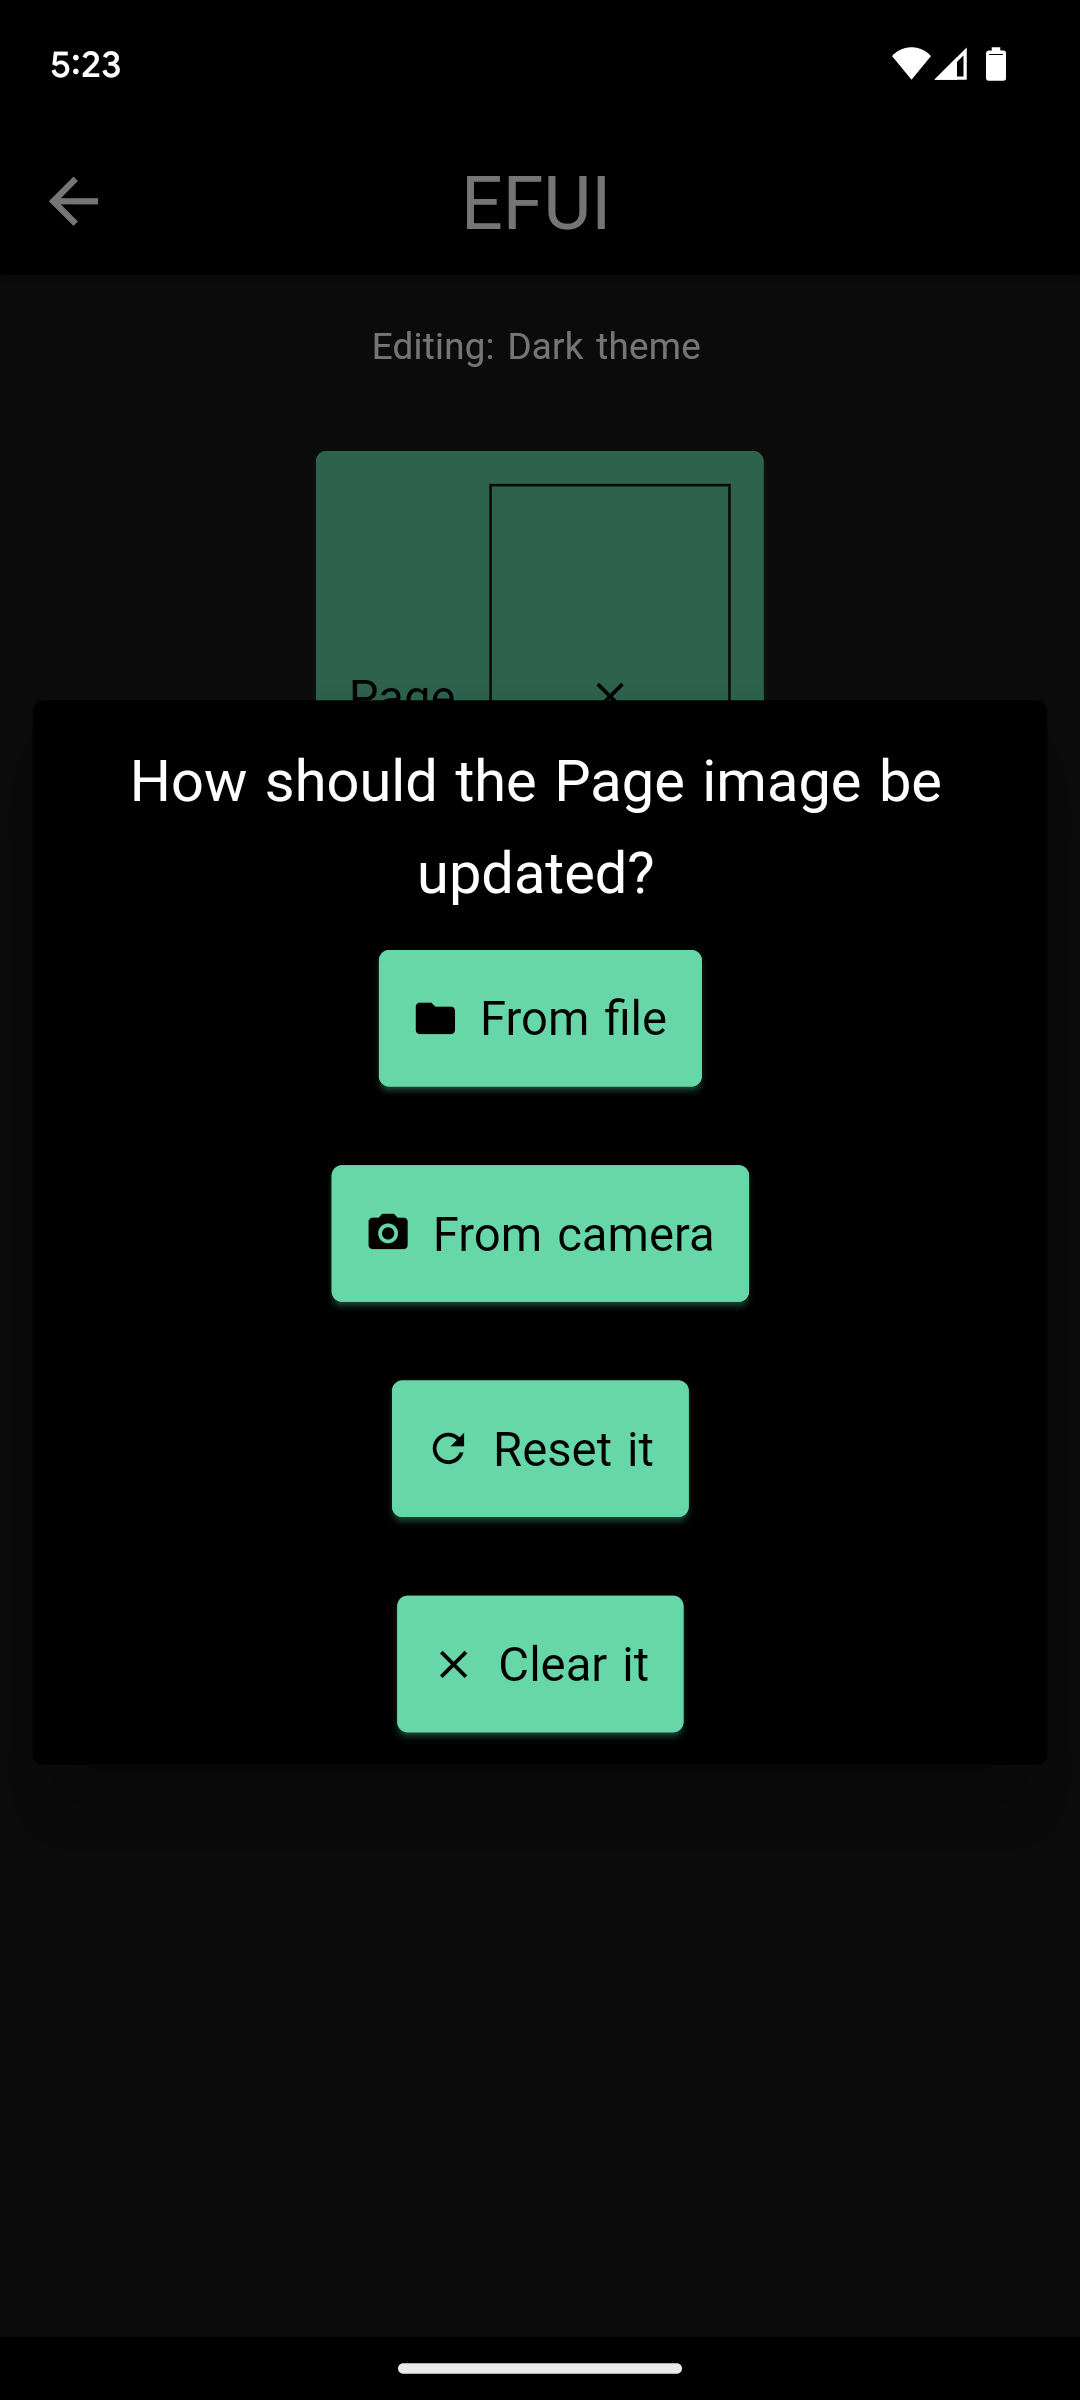 5:23
EFUI
Editing: Dark theme
Page
How should the Page image be
updated?
From file
From camera
Reset it
Clear it